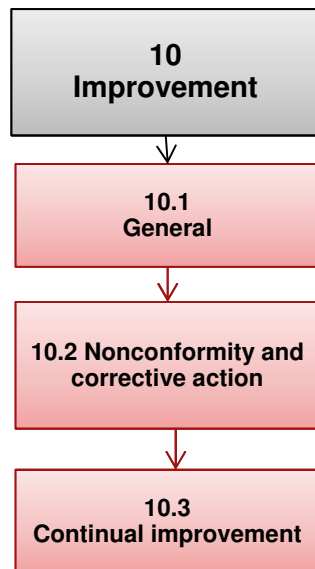 10
Improvement
10.1
General
10.2 Nonconformity and
corrective action
10.3
Continual improvement